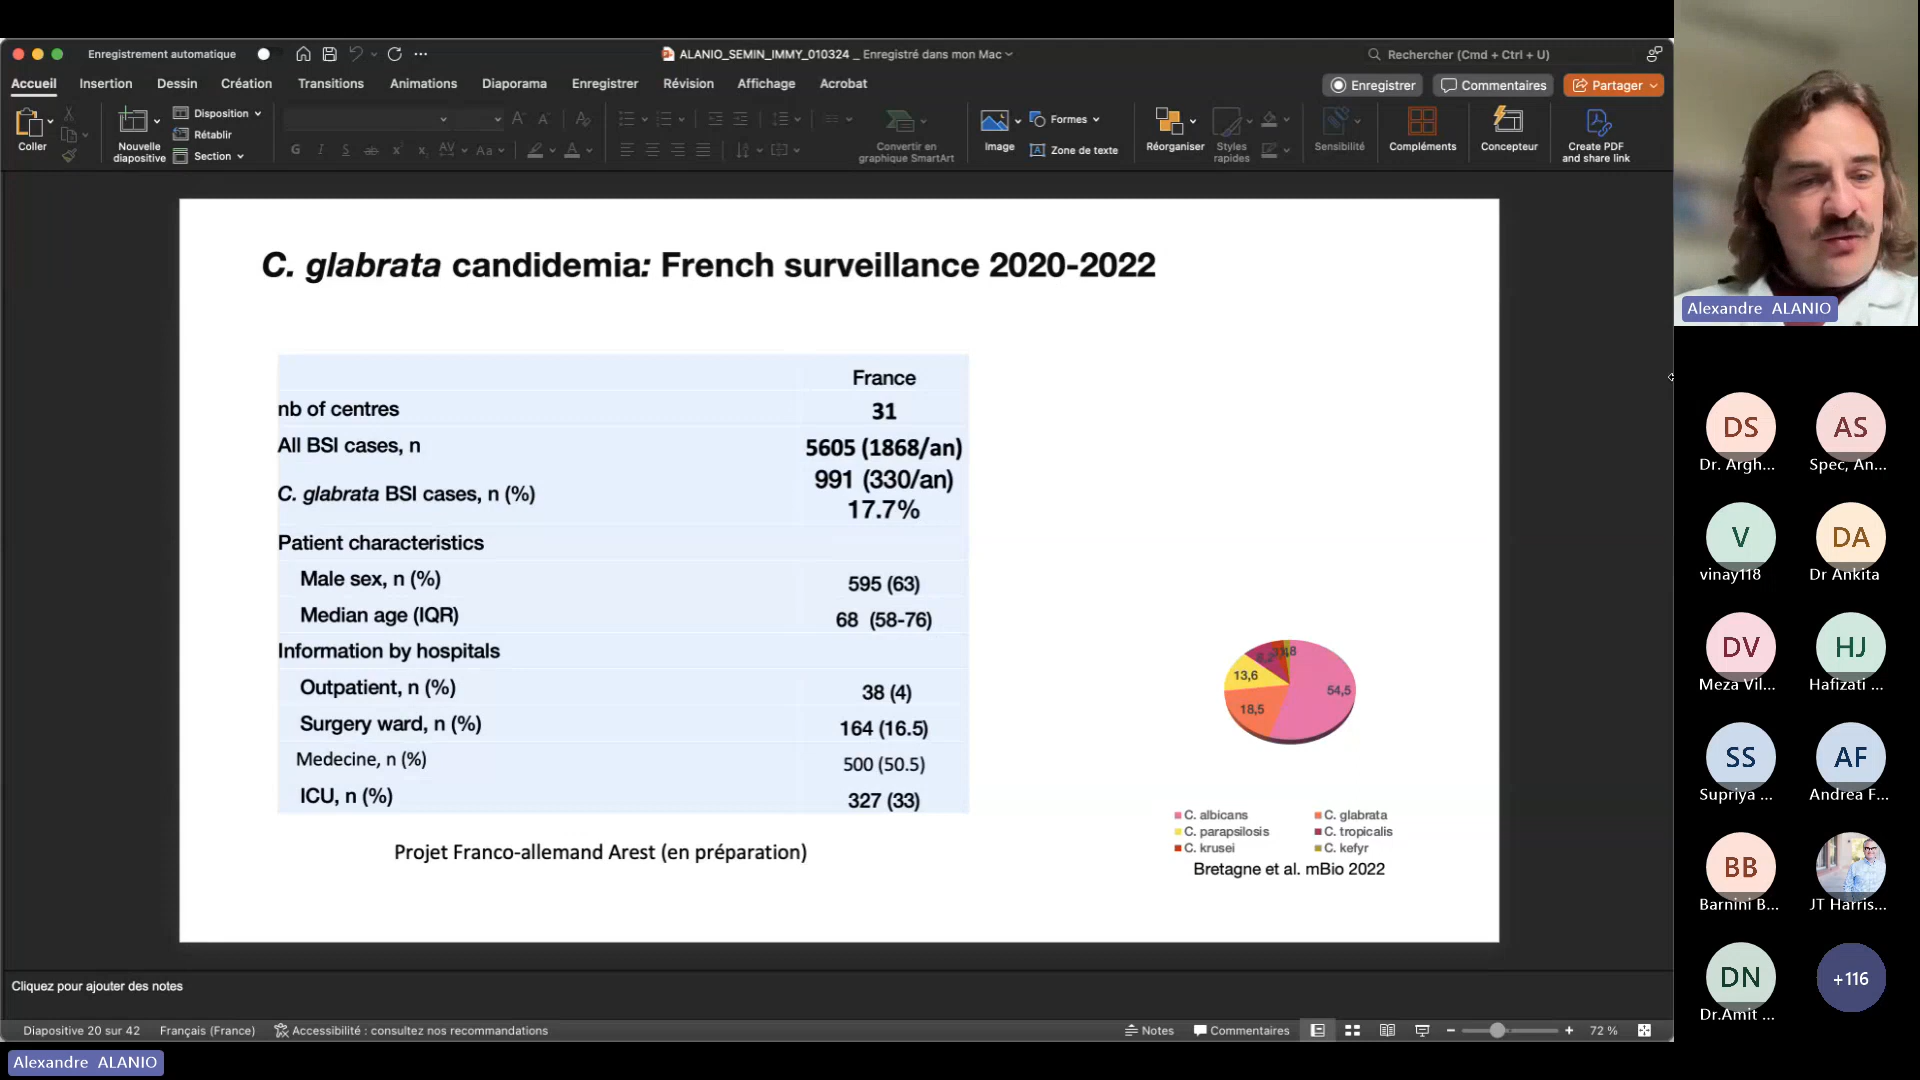 Enregistrement automatique
ALANIO_SEMIN_IMMY_010324 _ Enregistré dans mon Mac
Rechercher (Cmd + Ctrl + U)
Accueil Insertion Dessin Création Transitions Animations Diaporama Enregistrer Révision Affichage Acrobat
Enregistrer Commentaires Partager
Coller
Nouvelle diapositive
Disposition
Rétablir
Section
Convertir en graphique SmartArt
Image
Formes
Zone de texte
Réorganiser
Styles rapides
Sensibilité
Compléments
Concepteur
Create PDF and share link
C. glabrata candidemia: French surveillance 2020-2022
France
nb of centres 31
All BSI cases, n 5605 (1868/an)
C. glabrata BSI cases, n (%) 991 (330/an)
17.7%
Patient characteristics
Male sex, n (%) 595 (63)
Median age (IQR) 68 (58-76)
Information by hospitals
Outpatient, n (%) 38 (4)
Surgery ward, n (%) 164 (16.5)
Medecine, n (%) 500 (50.5)
ICU, n (%) 327 (33)
Projet Franco-allemand Arest (en préparation)
13,6
54,5
18,5
C. albicans C. glabrata
C. parapsilosis C. tropicalis
C. krusei C. kefyr
Bretagne et al. mBio 2022
Cliquez pour ajouter des notes
Diapositive 20 sur 42 Français (France) Accessibilité : consultez nos recommandations
Notes Commentaires 72 %
Alexandre ALANIO
Alexandre ALANIO
DS AS
Dr. Argh... Spec, An...
V DA
vinay118 Dr Ankita
DV HJ
Meza Vil... Hafizati ...
SS AF
Supriya ... Andrea F...
BB
Barnini B... JT Harris...
DN +116
Dr.Amit ...